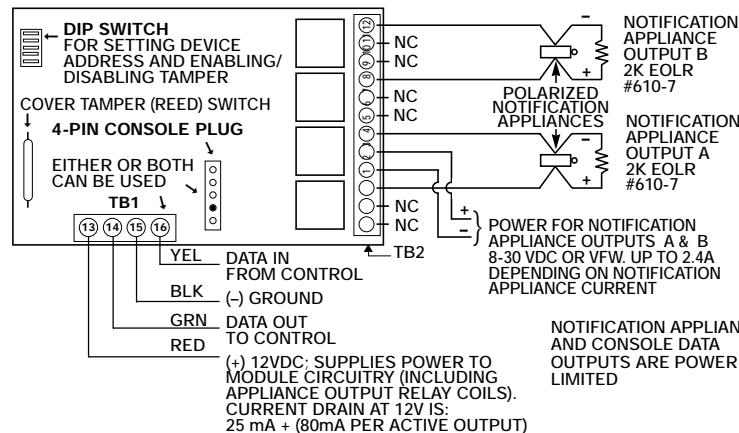 DIP SWITCH
FOR SETTING DEVICE
ADDRESS AND ENABLING/
DISABLING TAMPER
COVER TAMPER (REED) SWITCH
4-PIN CONSOLE PLUG
EITHER OR BOTH
CAN BE USED
TB1
13 14 15 16
12
11 NC
10
9 NC
8
7
6 NC
5 NC
4
3
2
1
NC
NC
TB2
NOTIFICATION
APPLIANCE
OUTPUT B
2K EOLR
#610-7
–
+
POLARIZED
NOTIFICATION
APPLIANCES
NOTIFICATION
APPLIANCE
OUTPUT A
2K EOLR
#610-7
–
+
+
–
POWER FOR NOTIFICATION
APPLIANCE OUTPUTS A & B
8-30 VDC OR VFW. UP TO 2.4A
DEPENDING ON NOTIFICATION
APPLIANCE CURRENT
YEL DATA IN
FROM CONTROL
BLK (–) GROUND
GRN DATA OUT
TO CONTROL
RED (+) 12VDC; SUPPLIES POWER TO
MODULE CIRCUITRY (INCLUDING
APPLIANCE OUTPUT RELAY COILS).
CURRENT DRAIN AT 12V IS:
25 mA + (80mA PER ACTIVE OUTPUT)
NOTIFICATION APPLIAN
AND CONSOLE DATA
OUTPUTS ARE POWER
LIMITED